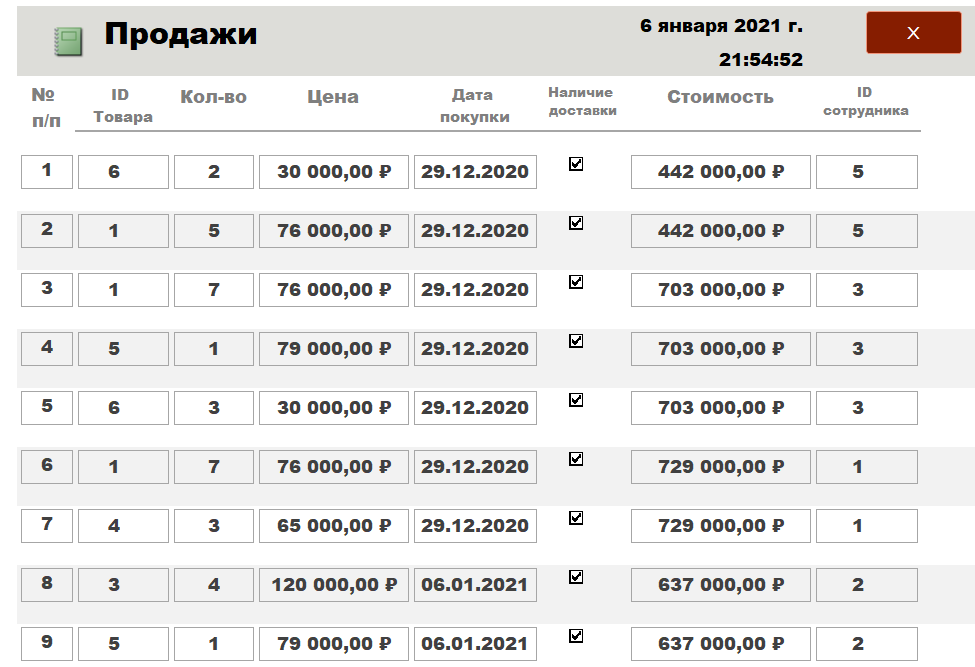 Продажи
6 января 2021 г.
X
21:54:52
№ п/п ID Товара Кол-во Цена Дата покупки Наличие доставки Стоимость ID сотрудника
1 6 2 30 000,00 ₽ 29.12.2020 442 000,00 ₽ 5
2 1 5 76 000,00 ₽ 29.12.2020 442 000,00 ₽ 5
3 1 7 76 000,00 ₽ 29.12.2020 703 000,00 ₽ 3
4 5 1 79 000,00 ₽ 29.12.2020 703 000,00 ₽ 3
5 6 3 30 000,00 ₽ 29.12.2020 703 000,00 ₽ 3
6 1 7 76 000,00 ₽ 29.12.2020 729 000,00 ₽ 1
7 4 3 65 000,00 ₽ 29.12.2020 729 000,00 ₽ 1
8 3 4 120 000,00 ₽ 06.01.2021 637 000,00 ₽ 2
9 5 1 79 000,00 ₽ 06.01.2021 637 000,00 ₽ 2